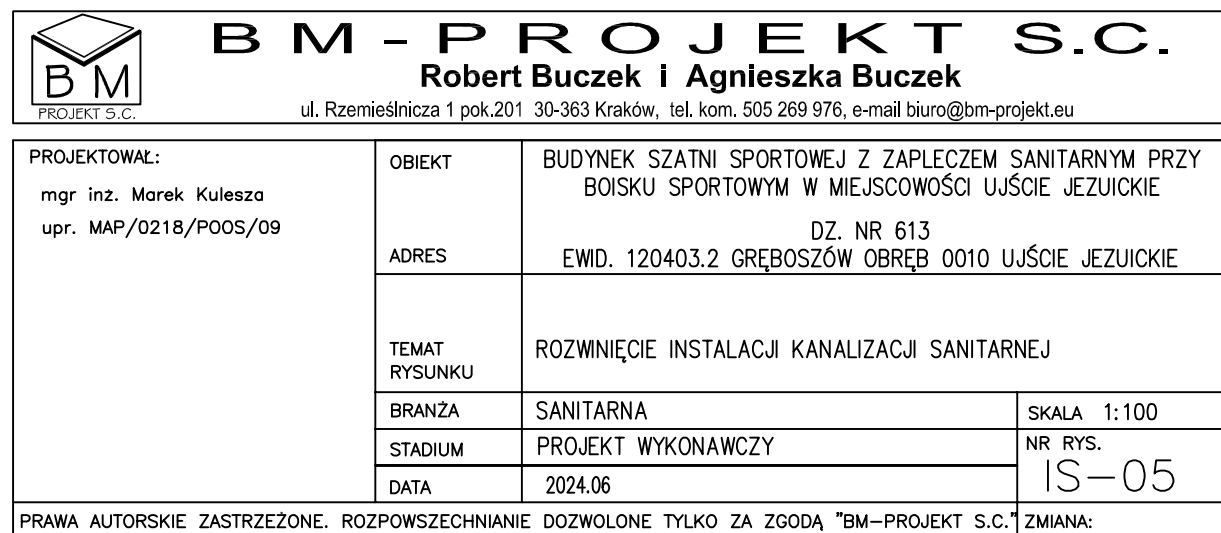 BM
PROJEKT S.C.
BM-PROJEKT S.C.
Robert Buczek i Agnieszka Buczek
ul. Rzemieślnicza 1 pok.201 30-363 Kraków, tel. kom. 505 269 976, e-mail biuro@bm-projekt.eu
PROJEKTOWAŁ:
mgr inż. Marek Kulesza
upr. MAP/0218/POOS/09
OBIEKT
BUDYNEK SZATNI SPORTOWEJ Z ZAPLECZEM SANITARNYM PRZY
BOISKU SPORTOWYM W MIEJSCOWOŚCI UJŚCIE JEZUICKIE
ADRES
DZ. NR 613
EWID. 120403.2 GRĘBOSZÓW OBRĘB 0010 UJŚCIE JEZUICKIE
TEMAT
RYSUNKU
ROZWINIĘCIE INSTALACJI KANALIZACJI SANITARNEJ
BRANŻA
SANITARNA
SKALA 1:100
STADIUM
PROJEKT WYKONAWCZY
NR RYS.
IS-05
DATA
2024.06
PRAWA AUTORSKIE ZASTRZEŻONE. ROZPOWSZECHNIANIE DOZWOLONE TYLKO ZA ZGODĄ "BM-PROJEKT S.C."
ZMIANA: